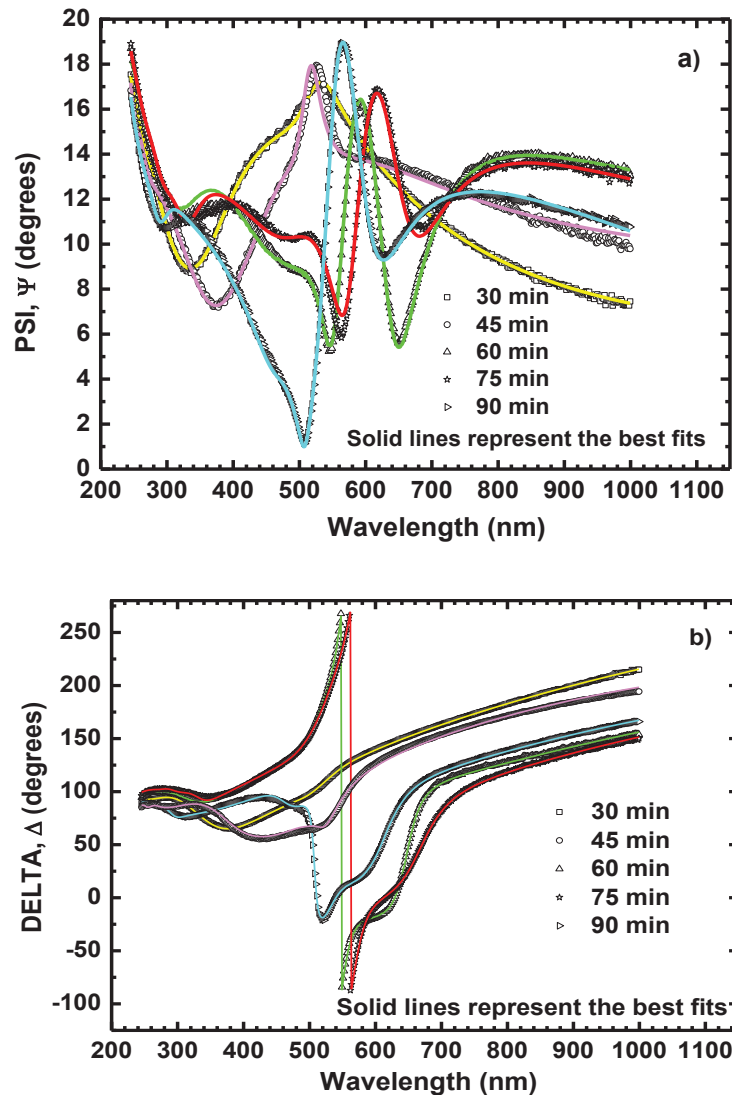 a)
20
18
16
14
12
10
8
6
4
2
0
PSI, Ψ (degrees)
30 min
45 min
60 min
75 min
90 min
Solid lines represent the best fits
200 300 400 500 600 700 800 900 1000 1100
Wavelength (nm)
b)
250
200
150
100
50
0
-50
-100
DELTA, Δ (degrees)
30 min
45 min
60 min
75 min
90 min
Solid lines represent the best fits
200 300 400 500 600 700 800 900 1000 1100
Wavelength (nm)